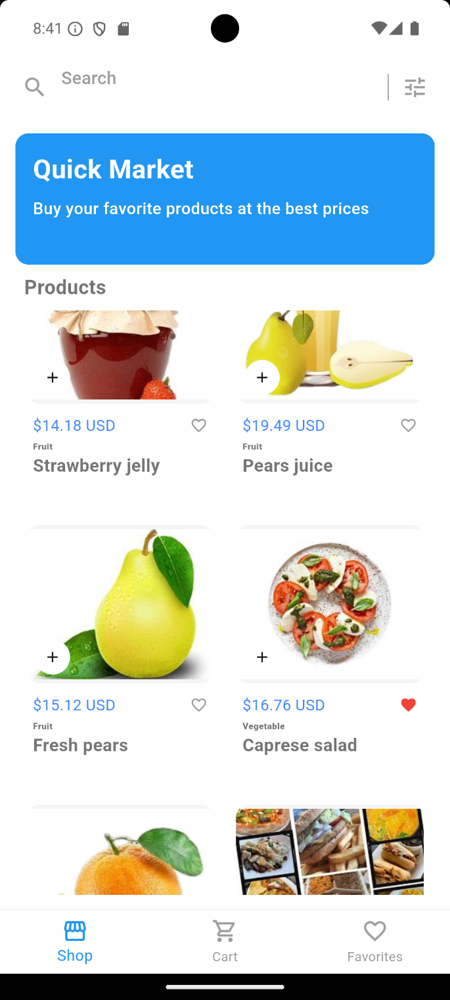 8:41
Search
Quick Market
Buy your favorite products at the best prices
Products
$14.18 USD
Fruit
Strawberry jelly
$19.49 USD
Fruit
Pears juice
$15.12 USD
Fruit
Fresh pears
$16.76 USD
Vegetable
Caprese salad
Shop
Cart
Favorites